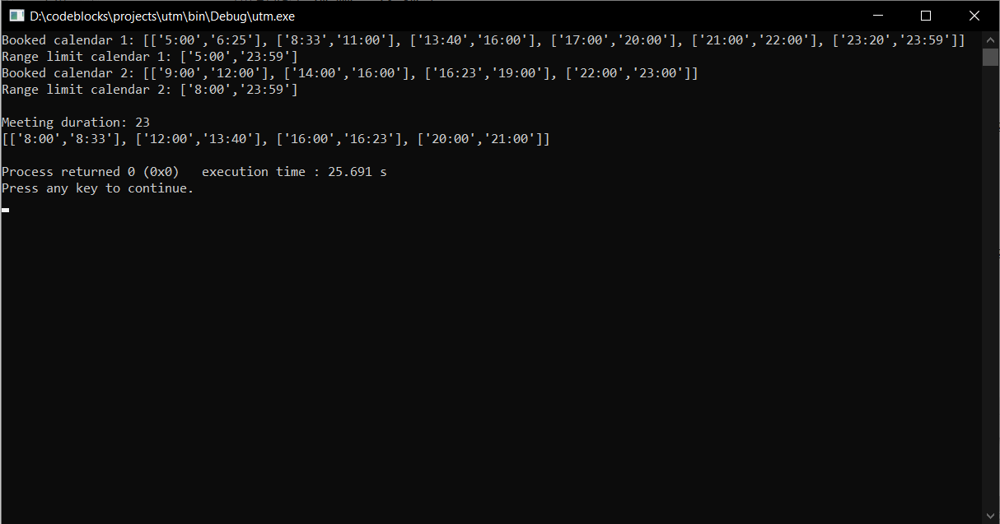 D:\codeblocks\projects\utm\bin\Debug\utm.exe
Booked calendar 1: [['5:00','6:25'], ['8:33','11:00'], ['13:40','16:00'], ['17:00','20:00'], ['21:00','22:00'], ['23:20','23:59']]
Range limit calendar 1: ['5:00','23:59']
Booked calendar 2: [['9:00','12:00'], ['14:00','16:00'], ['16:23','19:00'], ['22:00','23:00']]
Range limit calendar 2: ['8:00','23:59']
Meeting duration: 23
[['8:00','8:33'], ['12:00','13:40'], ['16:00','16:23'], ['20:00','21:00']]
Process returned 0 (0x0)   execution time : 25.691 s
Press any key to continue.